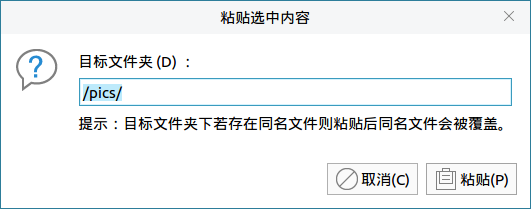 粘贴选中内容
目标文件夹(D) ：
/pics/
提示：目标文件夹下若存在同名文件则粘贴后同名文件会被覆盖。
取消(C)
粘贴(P)